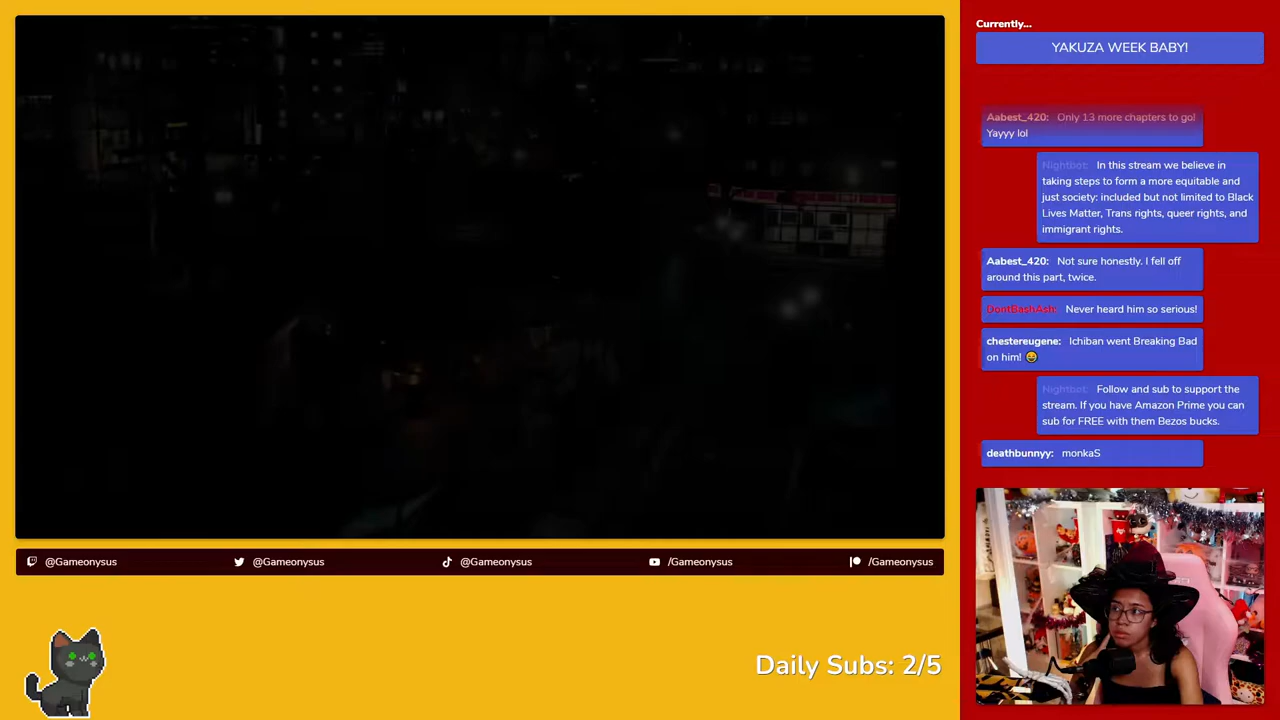 Currently...
YAKUZA WEEK BABY!
Aabest_420: Only 13 more chapters to go!
Yayyy lol
Nightbot: In this stream we believe in
taking steps to form a more equitable and
just society: included but not limited to Black
Lives Matter, Trans rights, queer rights, and
immigrant rights.
Aabest_420: Not sure honestly. I fell off
around this part, twice.
DontBashAsh: Never heard him so serious!
chestereugene: Ichiban went Breaking Bad
on him! 😆
Nightbot: Follow and sub to support the
stream. If you have Amazon Prime you can
sub for FREE with them Bezos bucks.
deathbunnyy: monkaS
@Gameonysus
@Gameonysus
@Gameonysus
/Gameonysus
/Gameonysus
Daily Subs: 2/5